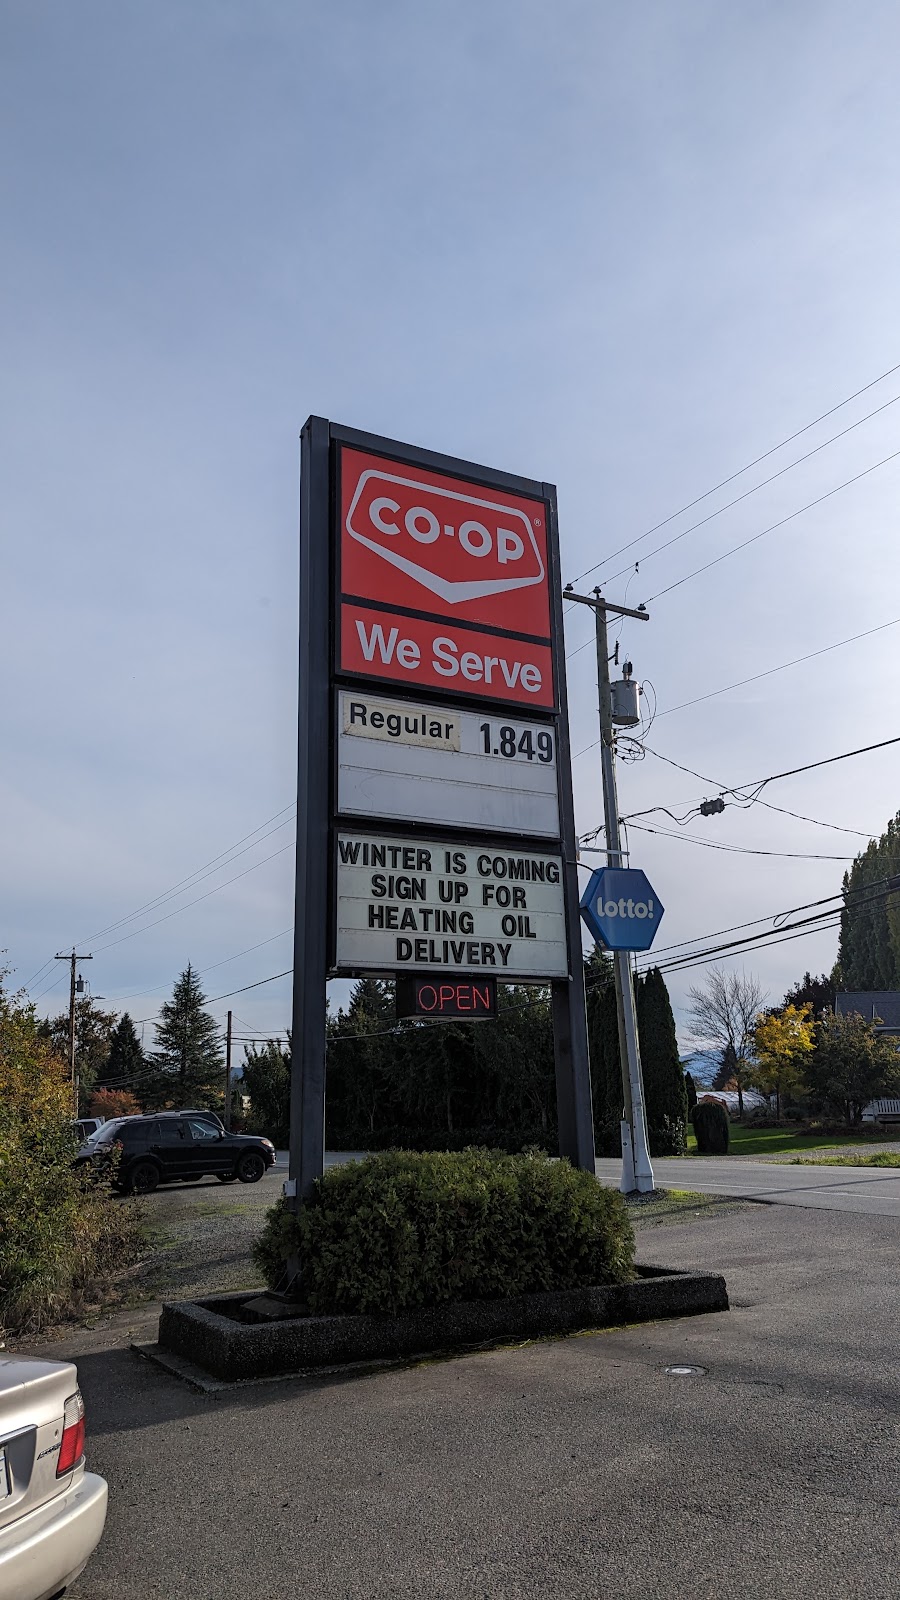 CO-OP®
We Serve
Regular 1.849
WINTER IS COMING
SIGN UP FOR
HEATING OIL
DELIVERY
OPEN
lotto!